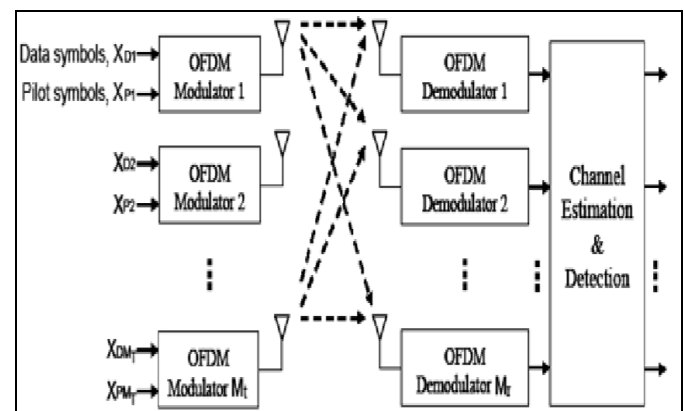 Data symbols, XD1
Pilot symbols, XP1
OFDM
Modulator 1
OFDM
Demodulator 1
XD2
XP2
OFDM
Modulator 2
OFDM
Demodulator 2
Channel
Estimation
&
Detection
XDMT
XPMT
OFDM
Modulator Mt
OFDM
Demodulator Mr